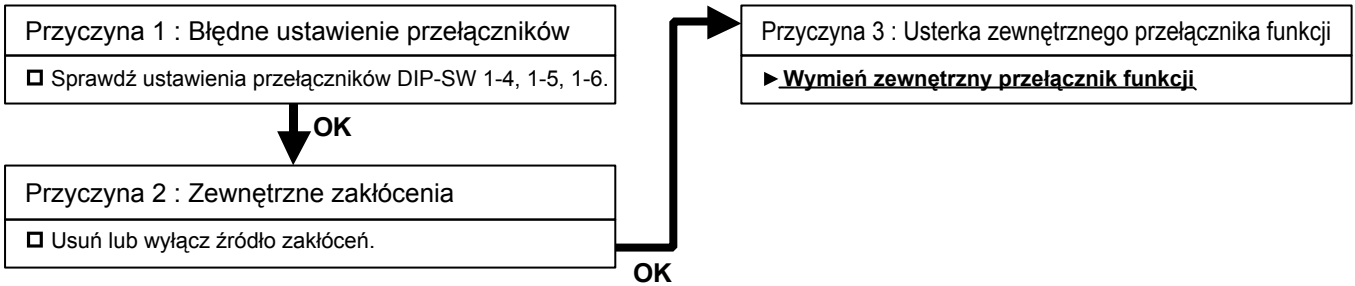 Przyczyna 1 : Błędne ustawienie przełączników
Sprawdź ustawienia przełączników DIP-SW 1-4, 1-5, 1-6.
OK
Przyczyna 2 : Zewnętrzne zakłócenia
Usuń lub wyłącz źródło zakłóceń.
OK
Przyczyna 3 : Usterka zewnętrznego przełącznika funkcji
►Wymień zewnętrzny przełącznik funkcji